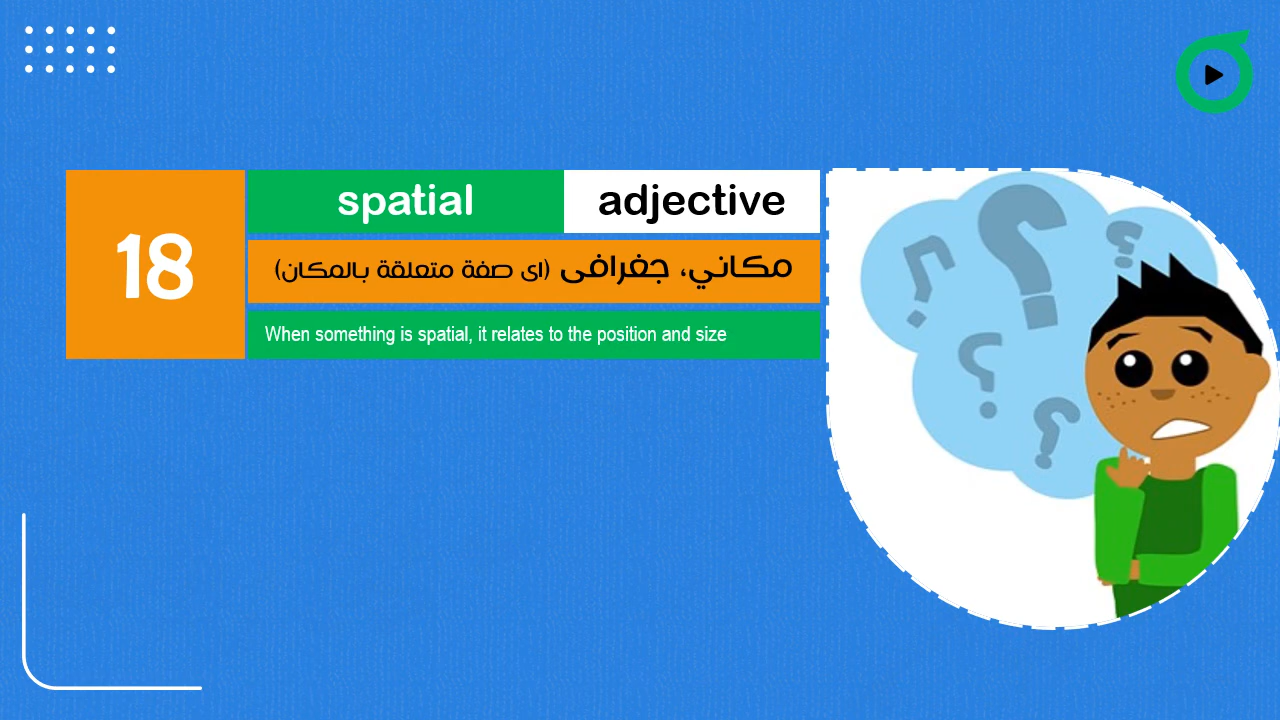 18
spatial
adjective
مكاني، جغرافى (اى صفة متعلقة بالمكان)
When something is spatial, it relates to the position and size